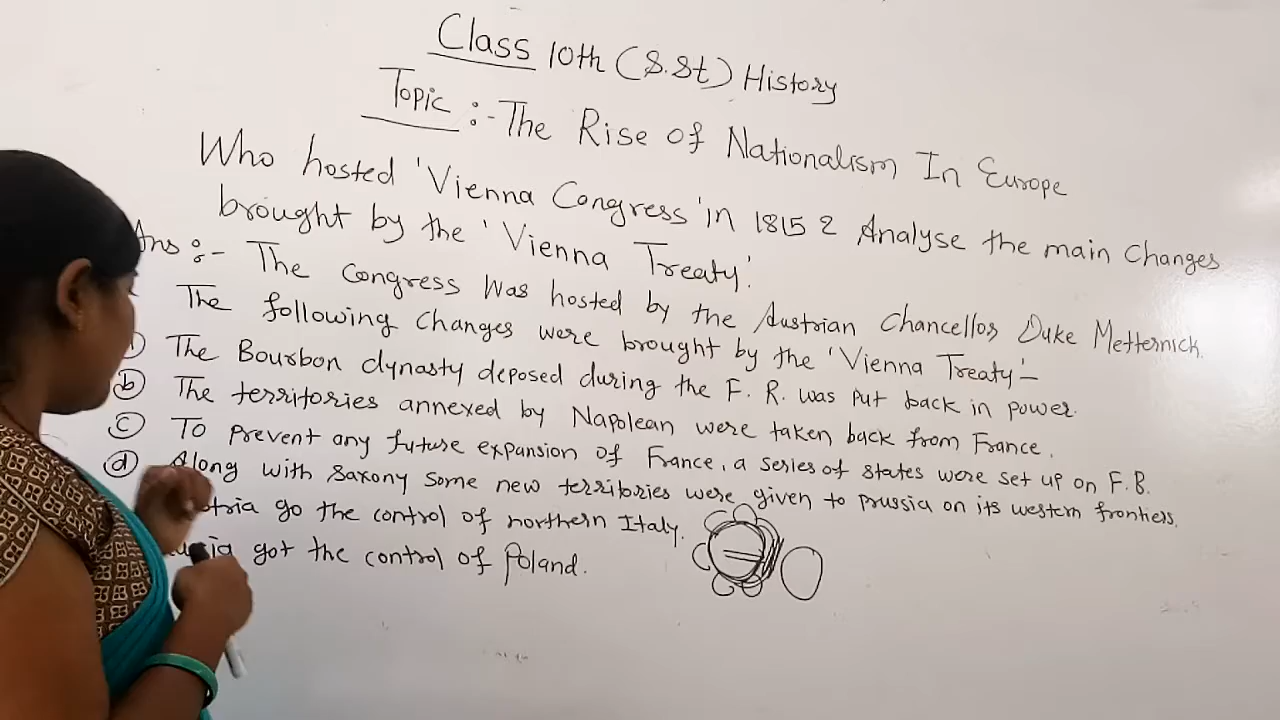 Class 10th (S.St) History
Topic :- The Rise of Nationalism In Europe
Who hosted 'Vienna Congress' in 1815 ? Analyse the main changes
brought by the 'Vienna Treaty'.
Ans :- The Congress was hosted by the Austrian Chancellor Duke Metternich.
The following changes were brought by the 'Vienna Treaty'-
The Bourbon dynasty deposed during the F. R. was put back in power.
(b) The territories annexed by Napolean were taken back from France.
(c) To prevent any future expansion of France, a series of states were set up on F.B.
(d) Along with Saxony some new territories were given to prussia on its western frontiers.
go the control of northern Italy.
got the control of Poland.